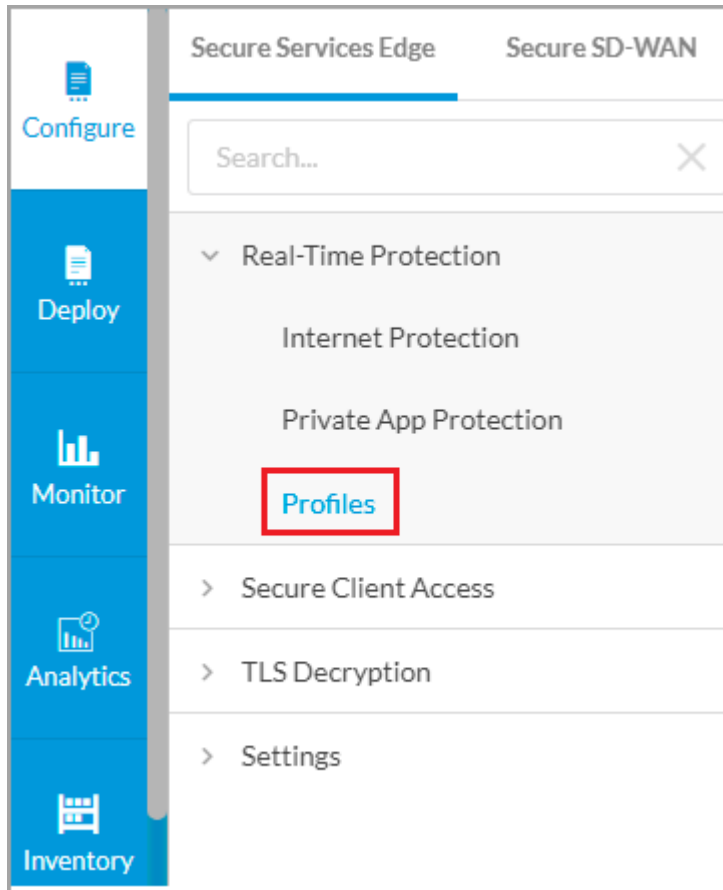 Configure
Deploy
Monitor
Analytics
Inventory
Secure Services Edge
Secure SD-WAN
Search...
Real-Time Protection
Internet Protection
Private App Protection
Profiles
Secure Client Access
TLS Decryption
Settings